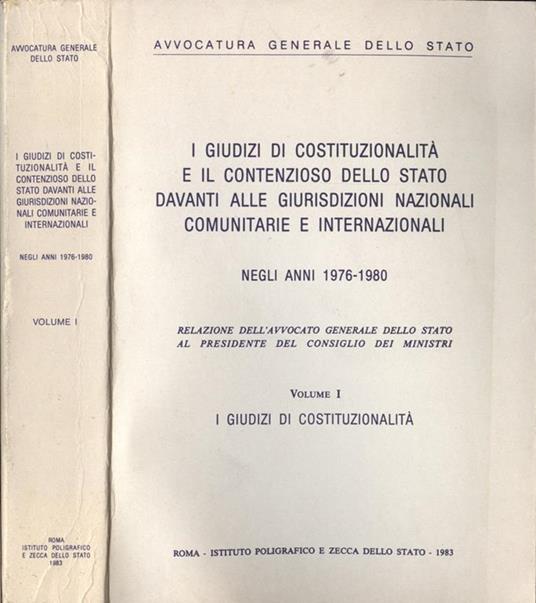 AVVOCATURA GENERALE
DELLO STATO
I GIUDIZI DI COSTI-
TUZIONALITÀ E IL
CONTENZIOSO DELLO
STATO DAVANTI ALLE
GIURISDIZIONI NAZIO-
NALI COMUNITARIE E
INTERNAZIONALI
NEGLI ANNI 1976-1980
VOLUME I
ROMA
ISTITUTO POLIGRAFICO
E ZECCA DELLO STATO
1983
AVVOCATURA GENERALE DELLO STATO
I GIUDIZI DI COSTITUZIONALITÀ
E IL CONTENZIOSO DELLO STATO
DAVANTI ALLE GIURISDIZIONI NAZIONALI
COMUNITARIE E INTERNAZIONALI
NEGLI ANNI 1976-1980
RELAZIONE DELL'AVVOCATO GENERALE DELLO STATO
AL PRESIDENTE DEL CONSIGLIO DEI MINISTRI
VOLUME I
I GIUDIZI DI COSTITUZIONALITÀ
ROMA - ISTITUTO POLIGRAFICO E ZECCA DELLO STATO - 1983